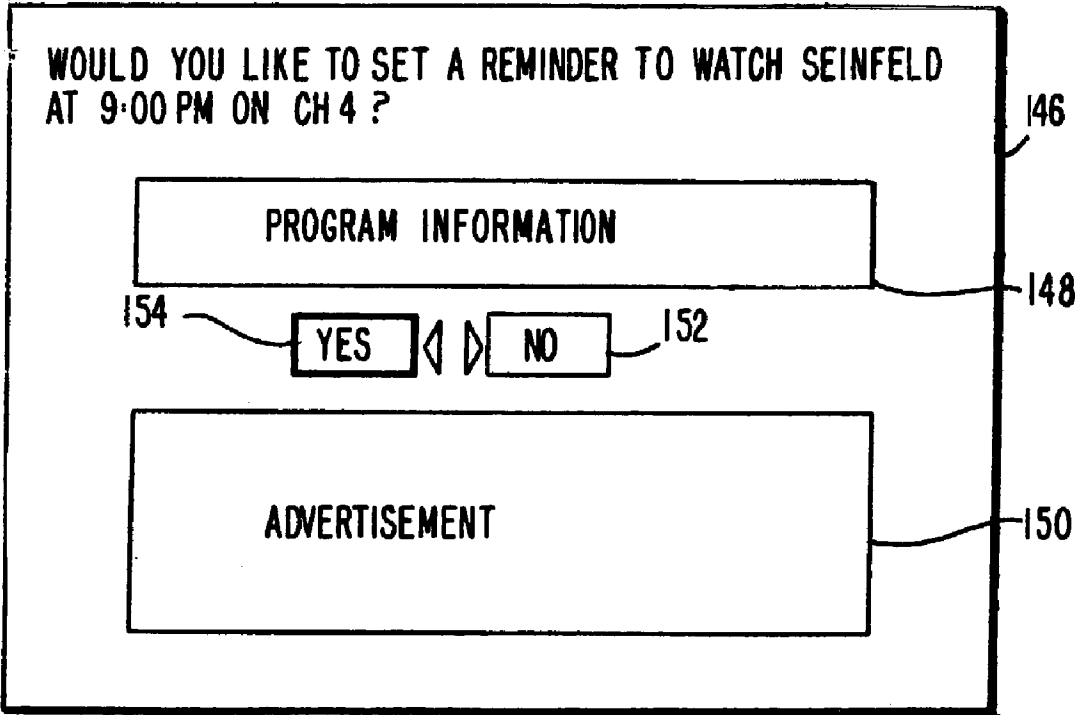 WOULD YOU LIKE TO SET A REMINDER TO WATCH SEINFELD
AT 9:00 PM ON CH 4 ?
146
PROGRAM INFORMATION
148
154
YES
NO
152
ADVERTISEMENT
150